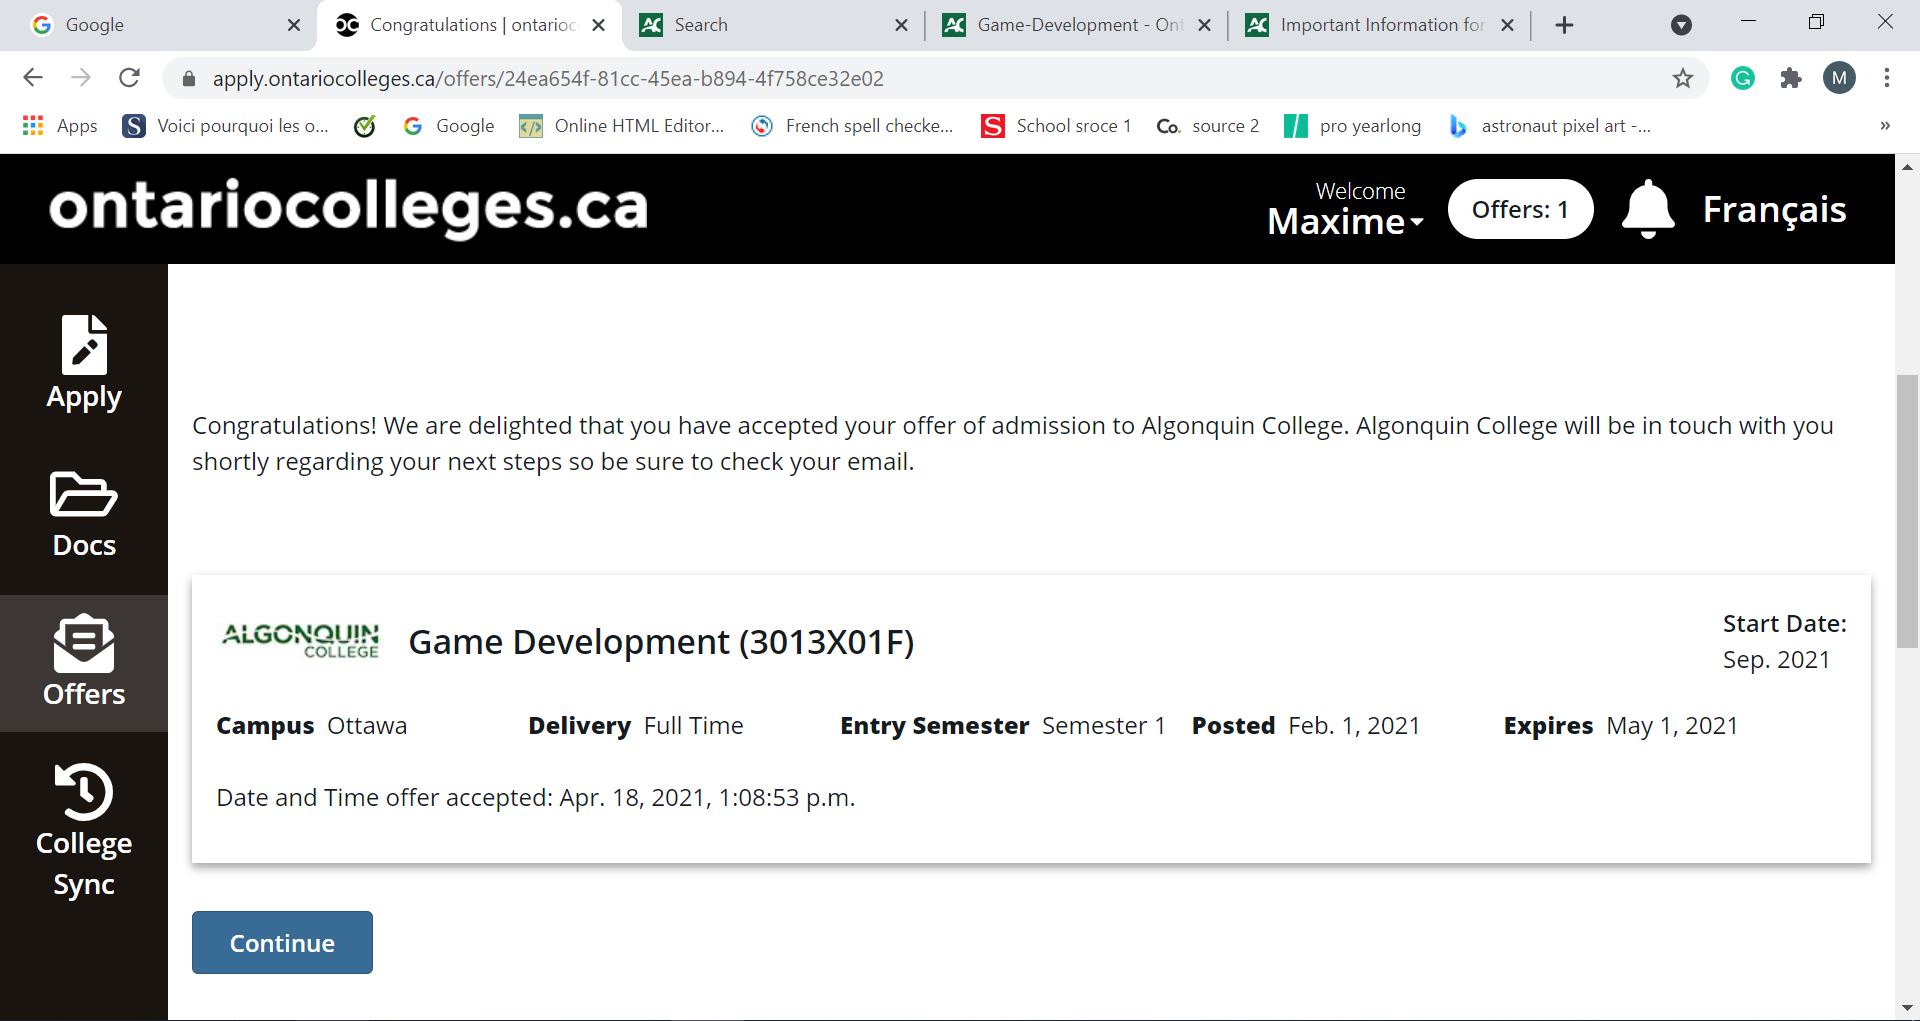 Google
Congratulations | ontarioc
Search
Game-Development - Ont
Important Information for
apply.ontariocolleges.ca/offers/24ea654f-81cc-45ea-b894-4f758ce32e02
M
Apps
Voici pourquoi les o...
Google
Online HTML Editor...
French spell checke...
School sroce 1
Co. source 2
pro yearlong
astronaut pixel art -...
»
ontariocolleges.ca
Welcome
Maxime
Offers: 1
Français
Apply
Docs
Offers
College
Sync
Congratulations! We are delighted that you have accepted your offer of admission to Algonquin College. Algonquin College will be in touch with you
shortly regarding your next steps so be sure to check your email.
ALGONQUIN
COLLEGE
Game Development (3013X01F)
Start Date:
Sep. 2021
Campus Ottawa
Delivery Full Time
Entry Semester Semester 1
Posted Feb. 1, 2021
Expires May 1, 2021
Date and Time offer accepted: Apr. 18, 2021, 1:08:53 p.m.
Continue